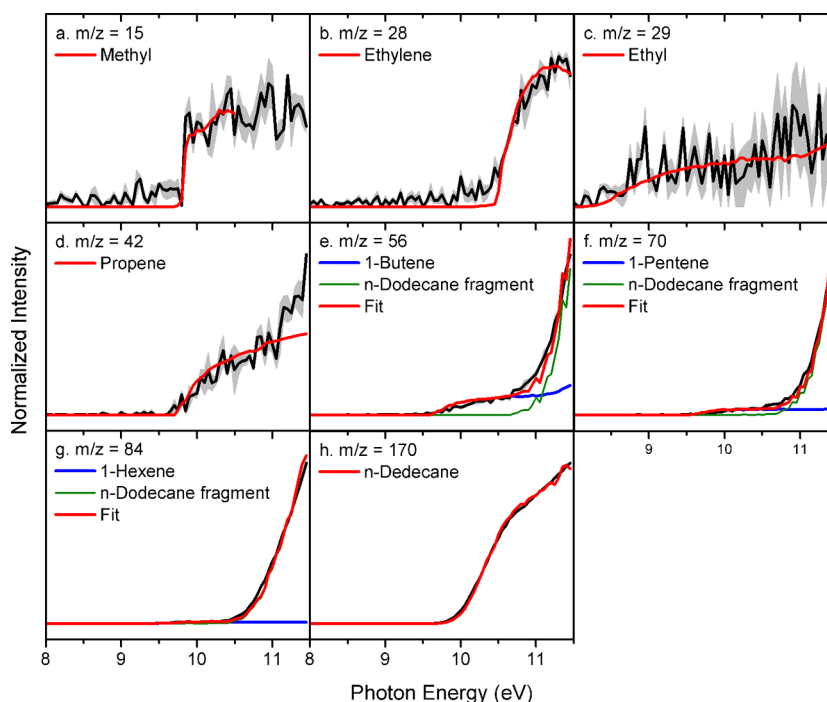 a. m/z = 15
Methyl
b. m/z = 28
Ethylene
c. m/z = 29
Ethyl
d. m/z = 42
Propene
e. m/z = 56
1-Butene
n-Dodecane fragment
Fit
f. m/z = 70
1-Pentene
n-Dodecane fragment
Fit
9 10 11
g. m/z = 84
1-Hexene
n-Dodecane fragment
Fit
h. m/z = 170
n-Dedecane
8 9 10 11 8 9 10 11
Normalized Intensity
Photon Energy (eV)